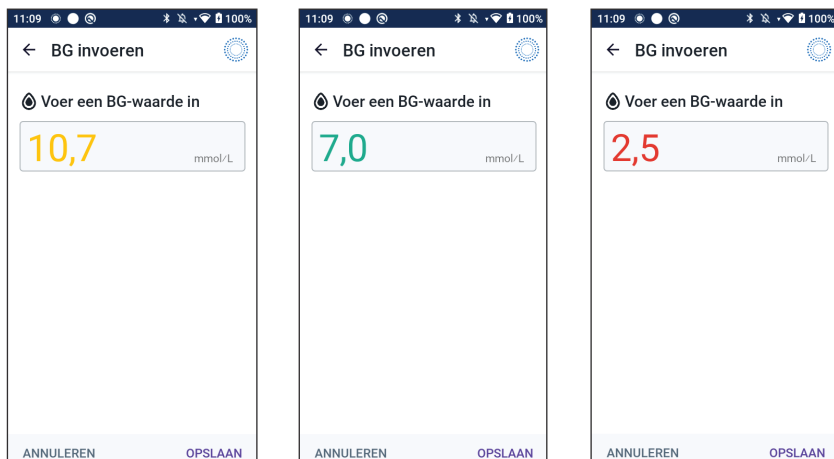 11:09 100%
BG invoeren
Voer een BG-waarde in
10,7 mmol/L
ANNULEREN OPSLAAN
11:09 100%
BG invoeren
Voer een BG-waarde in
7,0 mmol/L
ANNULEREN OPSLAAN
11:09 100%
BG invoeren
Voer een BG-waarde in
2,5 mmol/L
ANNULEREN OPSLAAN